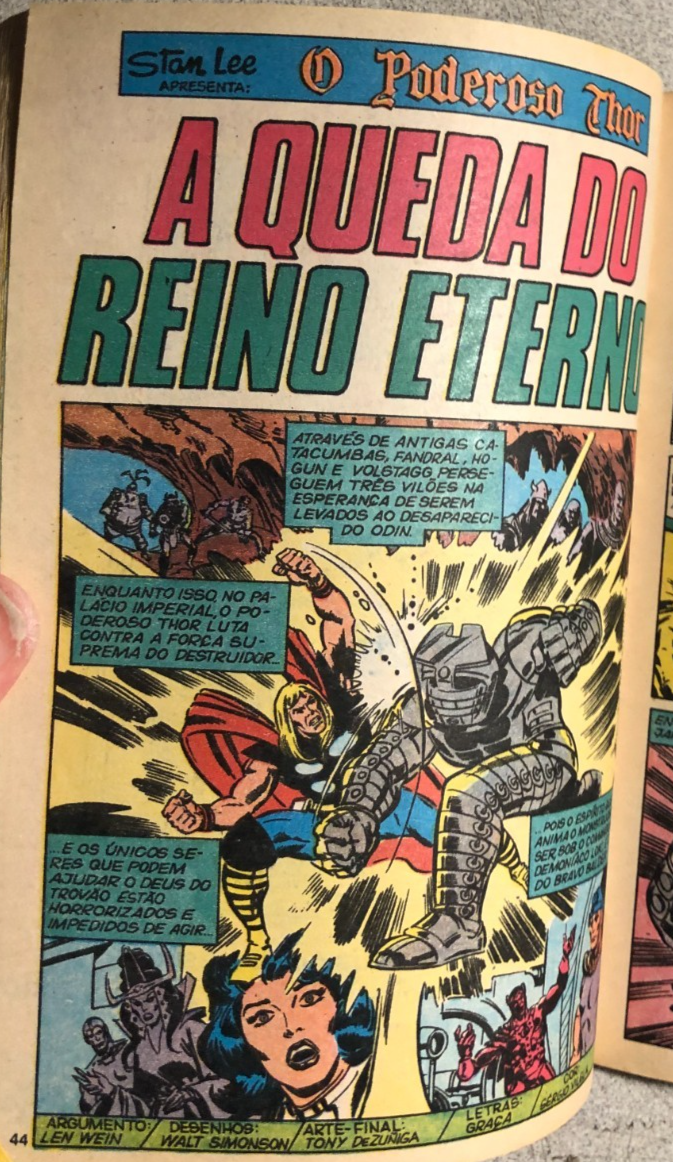 Stan Lee
APRESENTA:
O Poderoso Thor
A QUEDA DO
REINO ETERNO
ATRAVÉS DE ANTIGAS CA-
TACUMBAS, FANDRAL, HO-
GUN E VOLSTAGG PERSE-
GUEM TRÊS VILÕES NA
ESPERANÇA DE SEREM
LEVADOS AO DESAPARECI-
DO ODIN.
ENQUANTO ISSO, NO PA-
LÁCIO IMPERIAL, O PO-
DEROSO THOR LUTA
CONTRA A FORÇA SU-
PREMA DO DESTRUIDOR...
...E OS ÚNICOS SE-
RES QUE PODEM
AJUDAR O DEUS DO
TROVÃO ESTÃO
HORRORIZADOS E
IMPEDIDOS DE AGIR...
...POIS O ESPÍRITO
ANIMA O
SER, SOB O
DEMONÍACO
DO BRAVO
ARGUMENTO:
LEN WEIN
DESENHOS:
WALT SIMONSON
ARTE-FINAL:
TONY DeZUÑIGA
LETRAS:
GRAÇA
COR
44
EN